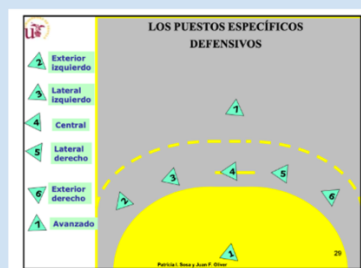 LOS PUESTOS ESPECÍFICOS
DEFENSIVOS
2 Exterior
izquierdo
3 Lateral
izquierdo
4 Central
5 Lateral
derecho
6 Exterior
derecho
7 Avanzado
7
3 4 5
2 6
1
29
Patricia I. Sosa y Juan F. Oliver